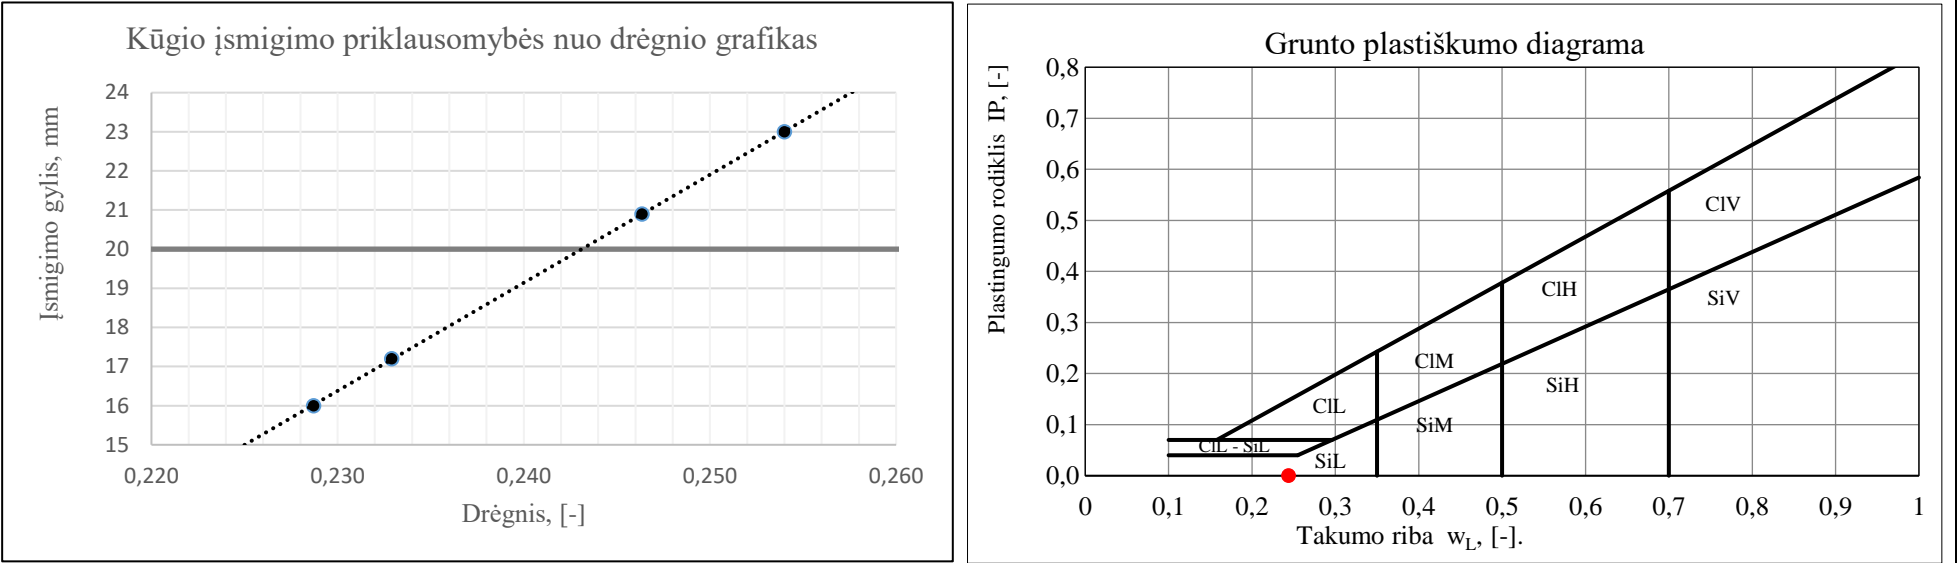 Kūgio įsmigimo priklausomybės nuo drėgnio grafikas
Įsmigimo gylis, mm
24
23
22
21
20
19
18
17
16
15
0,220 0,230 0,240 0,250 0,260
Drėgnis, [-]
Grunto plastiškumo diagrama
Plastingumo rodiklis IP, [-]
0,8
0,7
0,6
0,5
0,4
0,3
0,2
0,1
0,0
ClV
ClH
SiV
ClM
SiH
ClL
SiM
ClL - SiL
SiL
0 0,1 0,2 0,3 0,4 0,5 0,6 0,7 0,8 0,9 1
Takumo riba wL, [-].